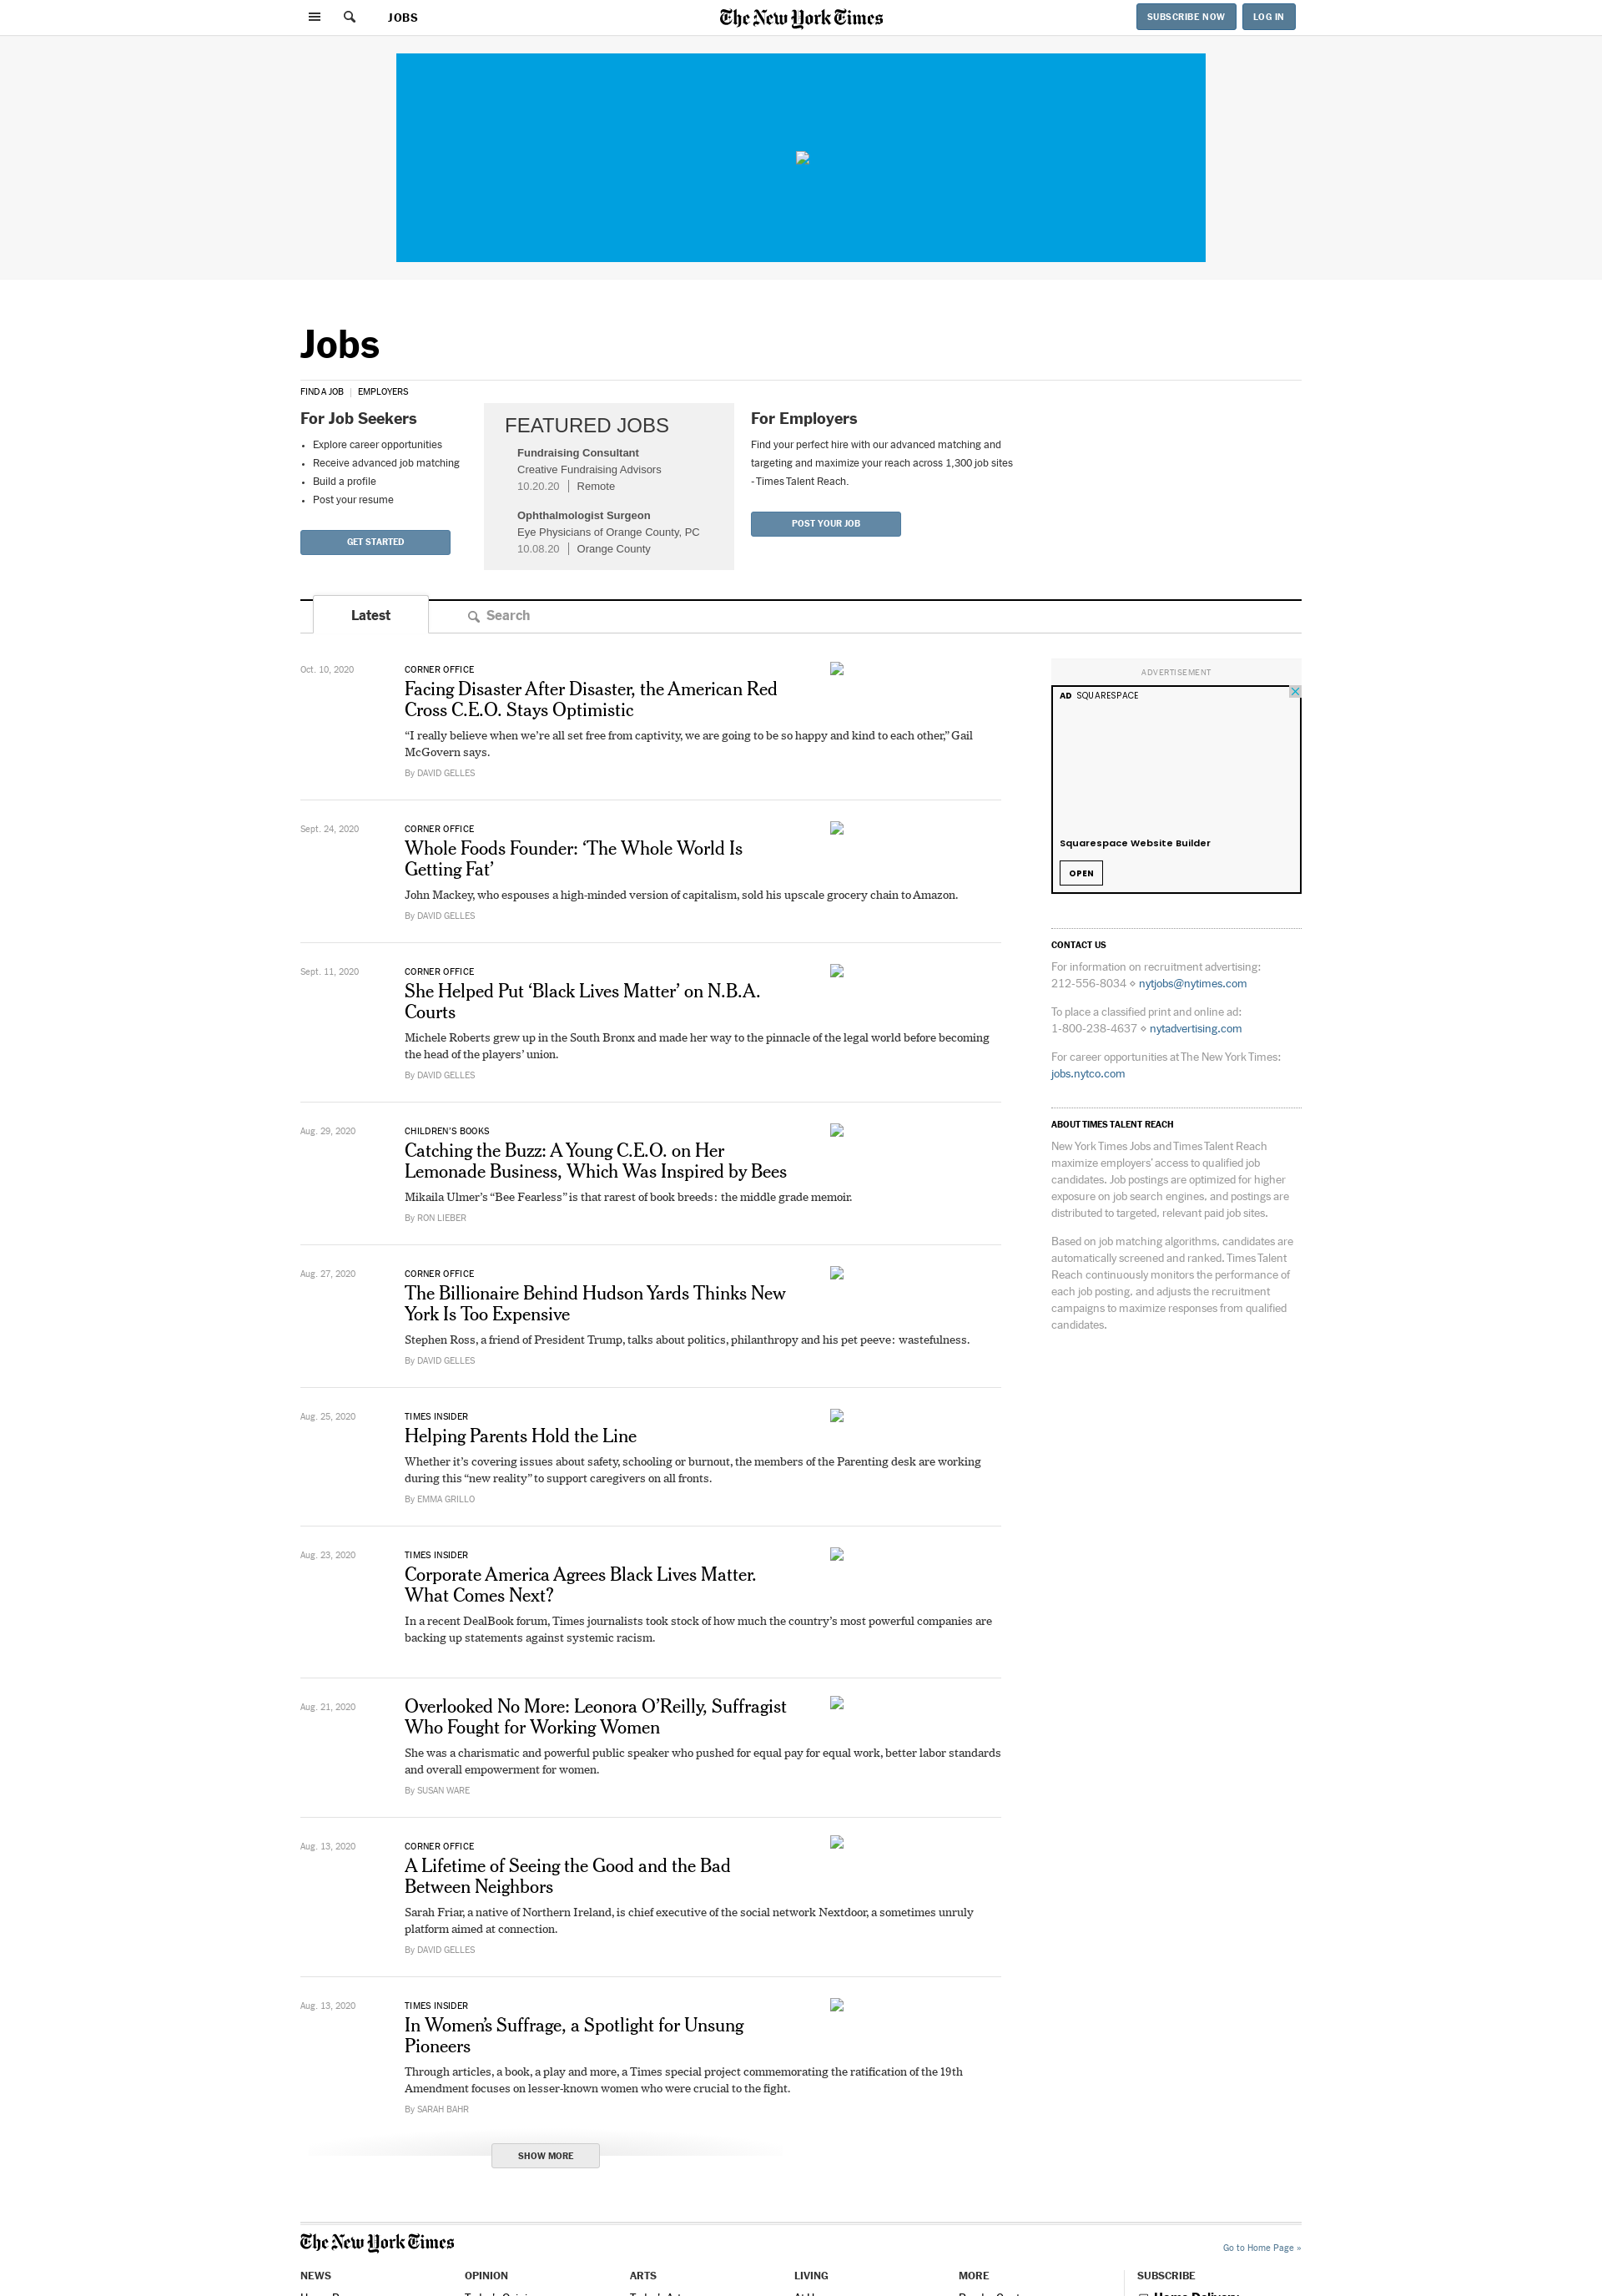 JOBS
The New York Times
SUBSCRIBE NOW
LOG IN
Jobs
FIND A JOB | EMPLOYERS
For Job Seekers
• Explore career opportunities
• Receive advanced job matching
• Build a profile
• Post your resume
GET STARTED
FEATURED JOBS
Fundraising Consultant
Creative Fundraising Advisors
10.20.20 | Remote
Ophthalmologist Surgeon
Eye Physicians of Orange County, PC
10.08.20 | Orange County
For Employers
Find your perfect hire with our advanced matching and
targeting and maximize your reach across 1,300 job sites
- Times Talent Reach.
POST YOUR JOB
Latest
Search
Oct. 10, 2020
CORNER OFFICE
Facing Disaster After Disaster, the American Red
Cross C.E.O. Stays Optimistic
“I really believe when we’re all set free from captivity, we are going to be so happy and kind to each other,” Gail
McGovern says.
By DAVID GELLES
Sept. 24, 2020
CORNER OFFICE
Whole Foods Founder: ‘The Whole World Is
Getting Fat’
John Mackey, who espouses a high-minded version of capitalism, sold his upscale grocery chain to Amazon.
By DAVID GELLES
Sept. 11, 2020
CORNER OFFICE
She Helped Put ‘Black Lives Matter’ on N.B.A.
Courts
Michele Roberts grew up in the South Bronx and made her way to the pinnacle of the legal world before becoming
the head of the players’ union.
By DAVID GELLES
Aug. 29, 2020
CHILDREN’S BOOKS
Catching the Buzz: A Young C.E.O. on Her
Lemonade Business, Which Was Inspired by Bees
Mikaila Ulmer’s “Bee Fearless” is that rarest of book breeds: the middle grade memoir.
By RON LIEBER
Aug. 27, 2020
CORNER OFFICE
The Billionaire Behind Hudson Yards Thinks New
York Is Too Expensive
Stephen Ross, a friend of President Trump, talks about politics, philanthropy and his pet peeve: wastefulness.
By DAVID GELLES
Aug. 25, 2020
TIMES INSIDER
Helping Parents Hold the Line
Whether it’s covering issues about safety, schooling or burnout, the members of the Parenting desk are working
during this “new reality” to support caregivers on all fronts.
By EMMA GRILLO
Aug. 23, 2020
TIMES INSIDER
Corporate America Agrees Black Lives Matter.
What Comes Next?
In a recent DealBook forum, Times journalists took stock of how much the country’s most powerful companies are
backing up statements against systemic racism.
Aug. 21, 2020
Overlooked No More: Leonora O’Reilly, Suffragist
Who Fought for Working Women
She was a charismatic and powerful public speaker who pushed for equal pay for equal work, better labor standards
and overall empowerment for women.
By SUSAN WARE
Aug. 13, 2020
CORNER OFFICE
A Lifetime of Seeing the Good and the Bad
Between Neighbors
Sarah Friar, a native of Northern Ireland, is chief executive of the social network Nextdoor, a sometimes unruly
platform aimed at connection.
By DAVID GELLES
Aug. 13, 2020
TIMES INSIDER
In Women’s Suffrage, a Spotlight for Unsung
Pioneers
Through articles, a book, a play and more, a Times special project commemorating the ratification of the 19th
Amendment focuses on lesser-known women who were crucial to the fight.
By SARAH BAHR
SHOW MORE
ADVERTISEMENT
AD SQUARESPACE
Squarespace Website Builder
OPEN
CONTACT US
For information on recruitment advertising:
212-556-8034 ⋄ nytjobs@nytimes.com
To place a classified print and online ad:
1-800-238-4637 ⋄ nytadvertising.com
For career opportunities at The New York Times:
jobs.nytco.com
ABOUT TIMES TALENT REACH
New York Times Jobs and Times Talent Reach
maximize employers’ access to qualified job
candidates. Job postings are optimized for higher
exposure on job search engines, and postings are
distributed to targeted, relevant paid job sites.
Based on job matching algorithms, candidates are
automatically screened and ranked. Times Talent
Reach continuously monitors the performance of
each job posting, and adjusts the recruitment
campaigns to maximize responses from qualified
candidates.
The New York Times
Go to Home Page »
NEWS
OPINION
ARTS
LIVING
MORE
SUBSCRIBE